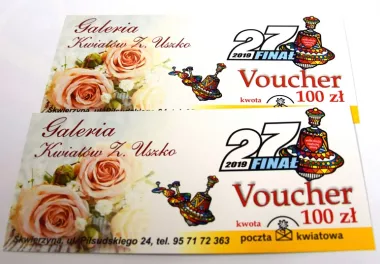 Galeria
Kwiatów Z. Uszko
27
2019 FINAŁ
Voucher
kwota 100 zł
Galeria
Kwiatów Z. Uszko
27
2019 FINAŁ
Voucher
kwota 100 zł
Skwierzyna, ul. Piłsudskiego 24, tel. 95 71 72 363
poczta kwiatowa